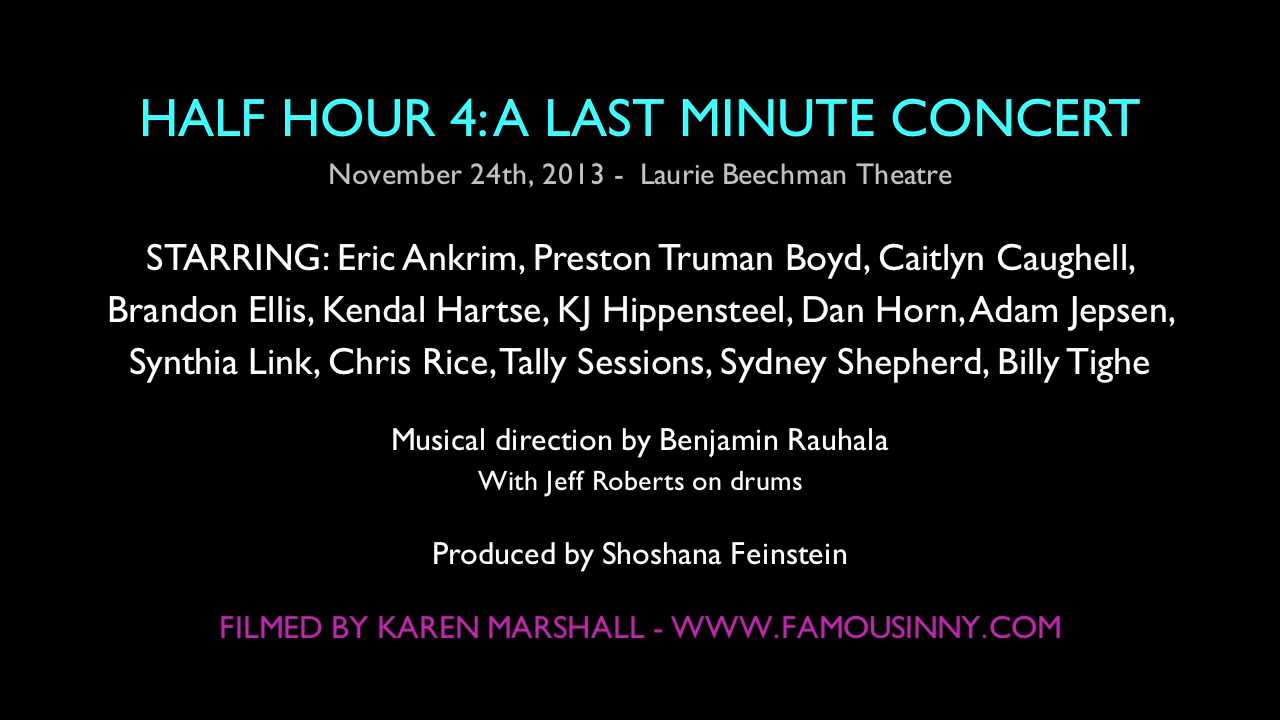 HALF HOUR 4: A LAST MINUTE CONCERT
November 24th, 2013 - Laurie Beechman Theatre
STARRING: Eric Ankrim, Preston Truman Boyd, Caitlyn Caughell,
Brandon Ellis, Kendal Hartse, KJ Hippensteel, Dan Horn, Adam Jepsen,
Synthia Link, Chris Rice, Tally Sessions, Sydney Shepherd, Billy Tighe
Musical direction by Benjamin Rauhala
With Jeff Roberts on drums
Produced by Shoshana Feinstein
FILMED BY KAREN MARSHALL - WWW.FAMOUSINNY.COM